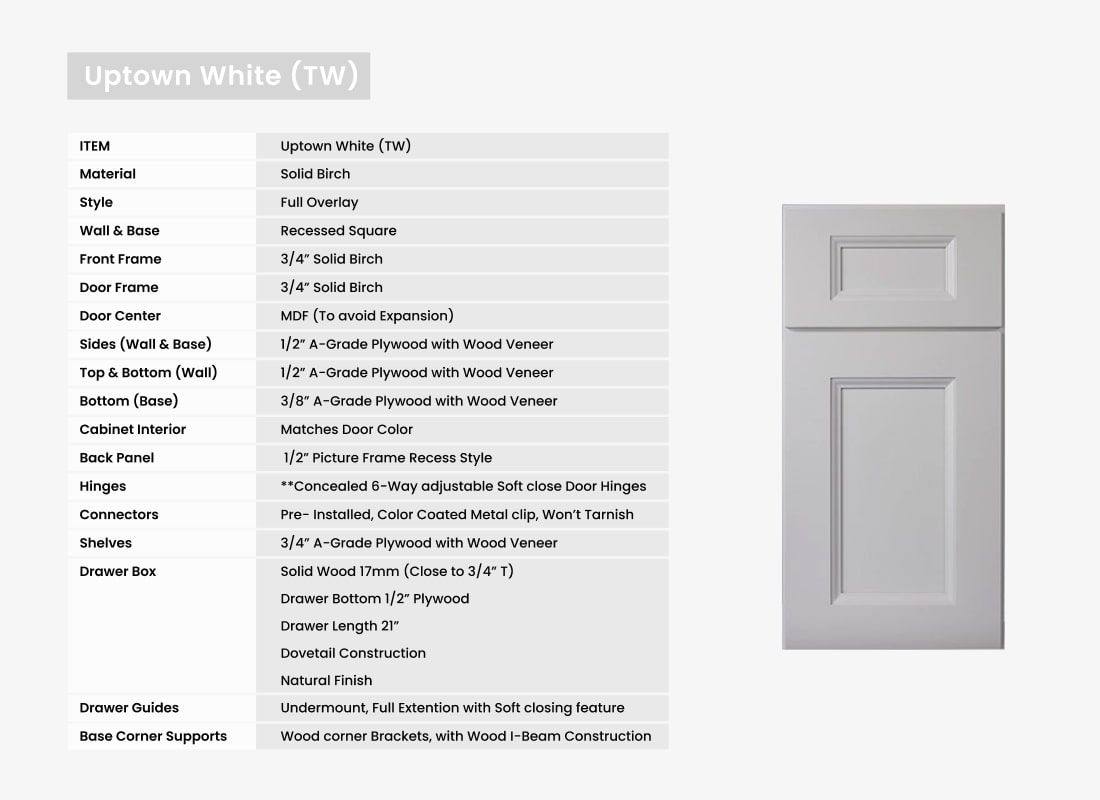 Uptown White (TW)
ITEM Uptown White (TW)
Material Solid Birch
Style Full Overlay
Wall & Base Recessed Square
Front Frame 3/4” Solid Birch
Door Frame 3/4” Solid Birch
Door Center MDF (To avoid Expansion)
Sides (Wall & Base) 1/2” A-Grade Plywood with Wood Veneer
Top & Bottom (Wall) 1/2” A-Grade Plywood with Wood Veneer
Bottom (Base) 3/8” A-Grade Plywood with Wood Veneer
Cabinet Interior Matches Door Color
Back Panel 1/2” Picture Frame Recess Style
Hinges **Concealed 6-Way adjustable Soft close Door Hinges
Connectors Pre- Installed, Color Coated Metal clip, Won’t Tarnish
Shelves 3/4” A-Grade Plywood with Wood Veneer
Drawer Box Solid Wood 17mm (Close to 3/4” T)
Drawer Bottom 1/2” Plywood
Drawer Length 21”
Dovetail Construction
Natural Finish
Drawer Guides Undermount, Full Extention with Soft closing feature
Base Corner Supports Wood corner Brackets, with Wood I-Beam Construction